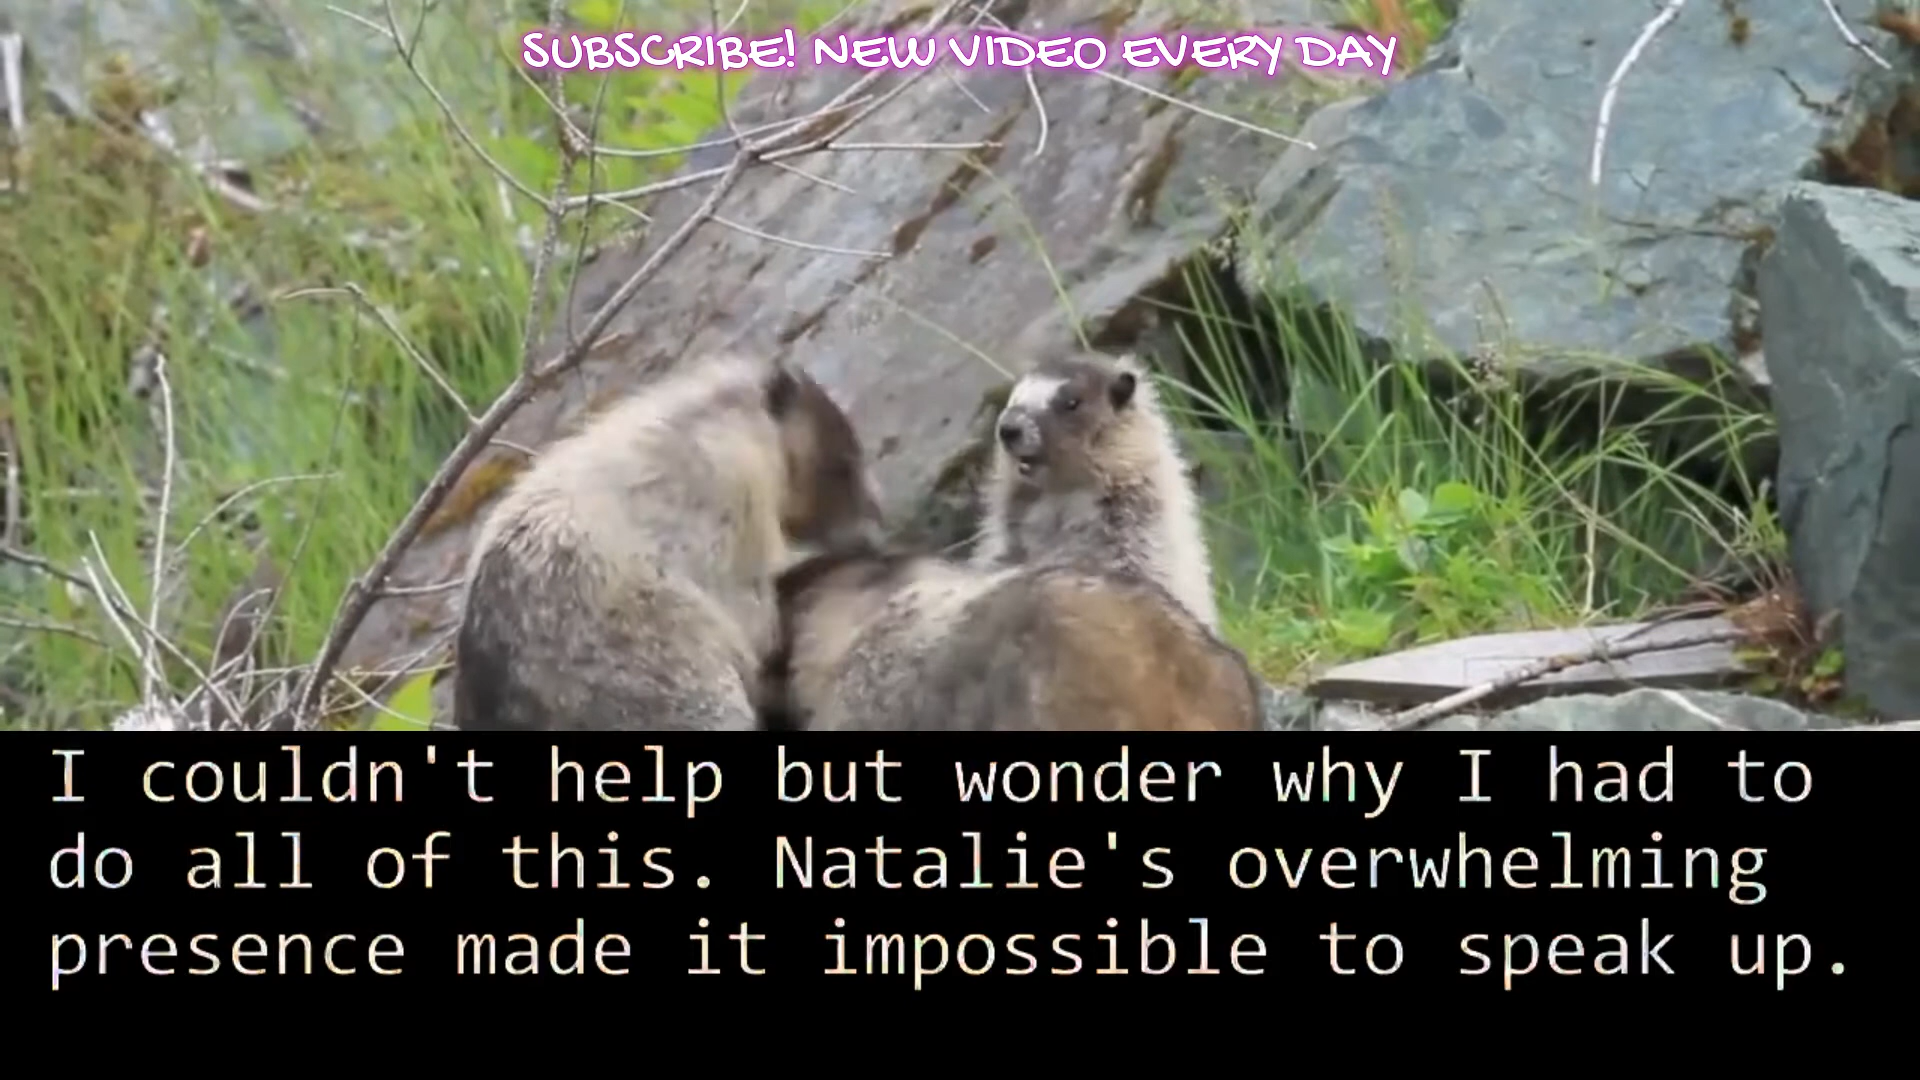 SUBSCRIBE! NEW VIDEO EVERY DAY
I couldn't help but wonder why I had to
do all of this. Natalie's overwhelming
presence made it impossible to speak up.